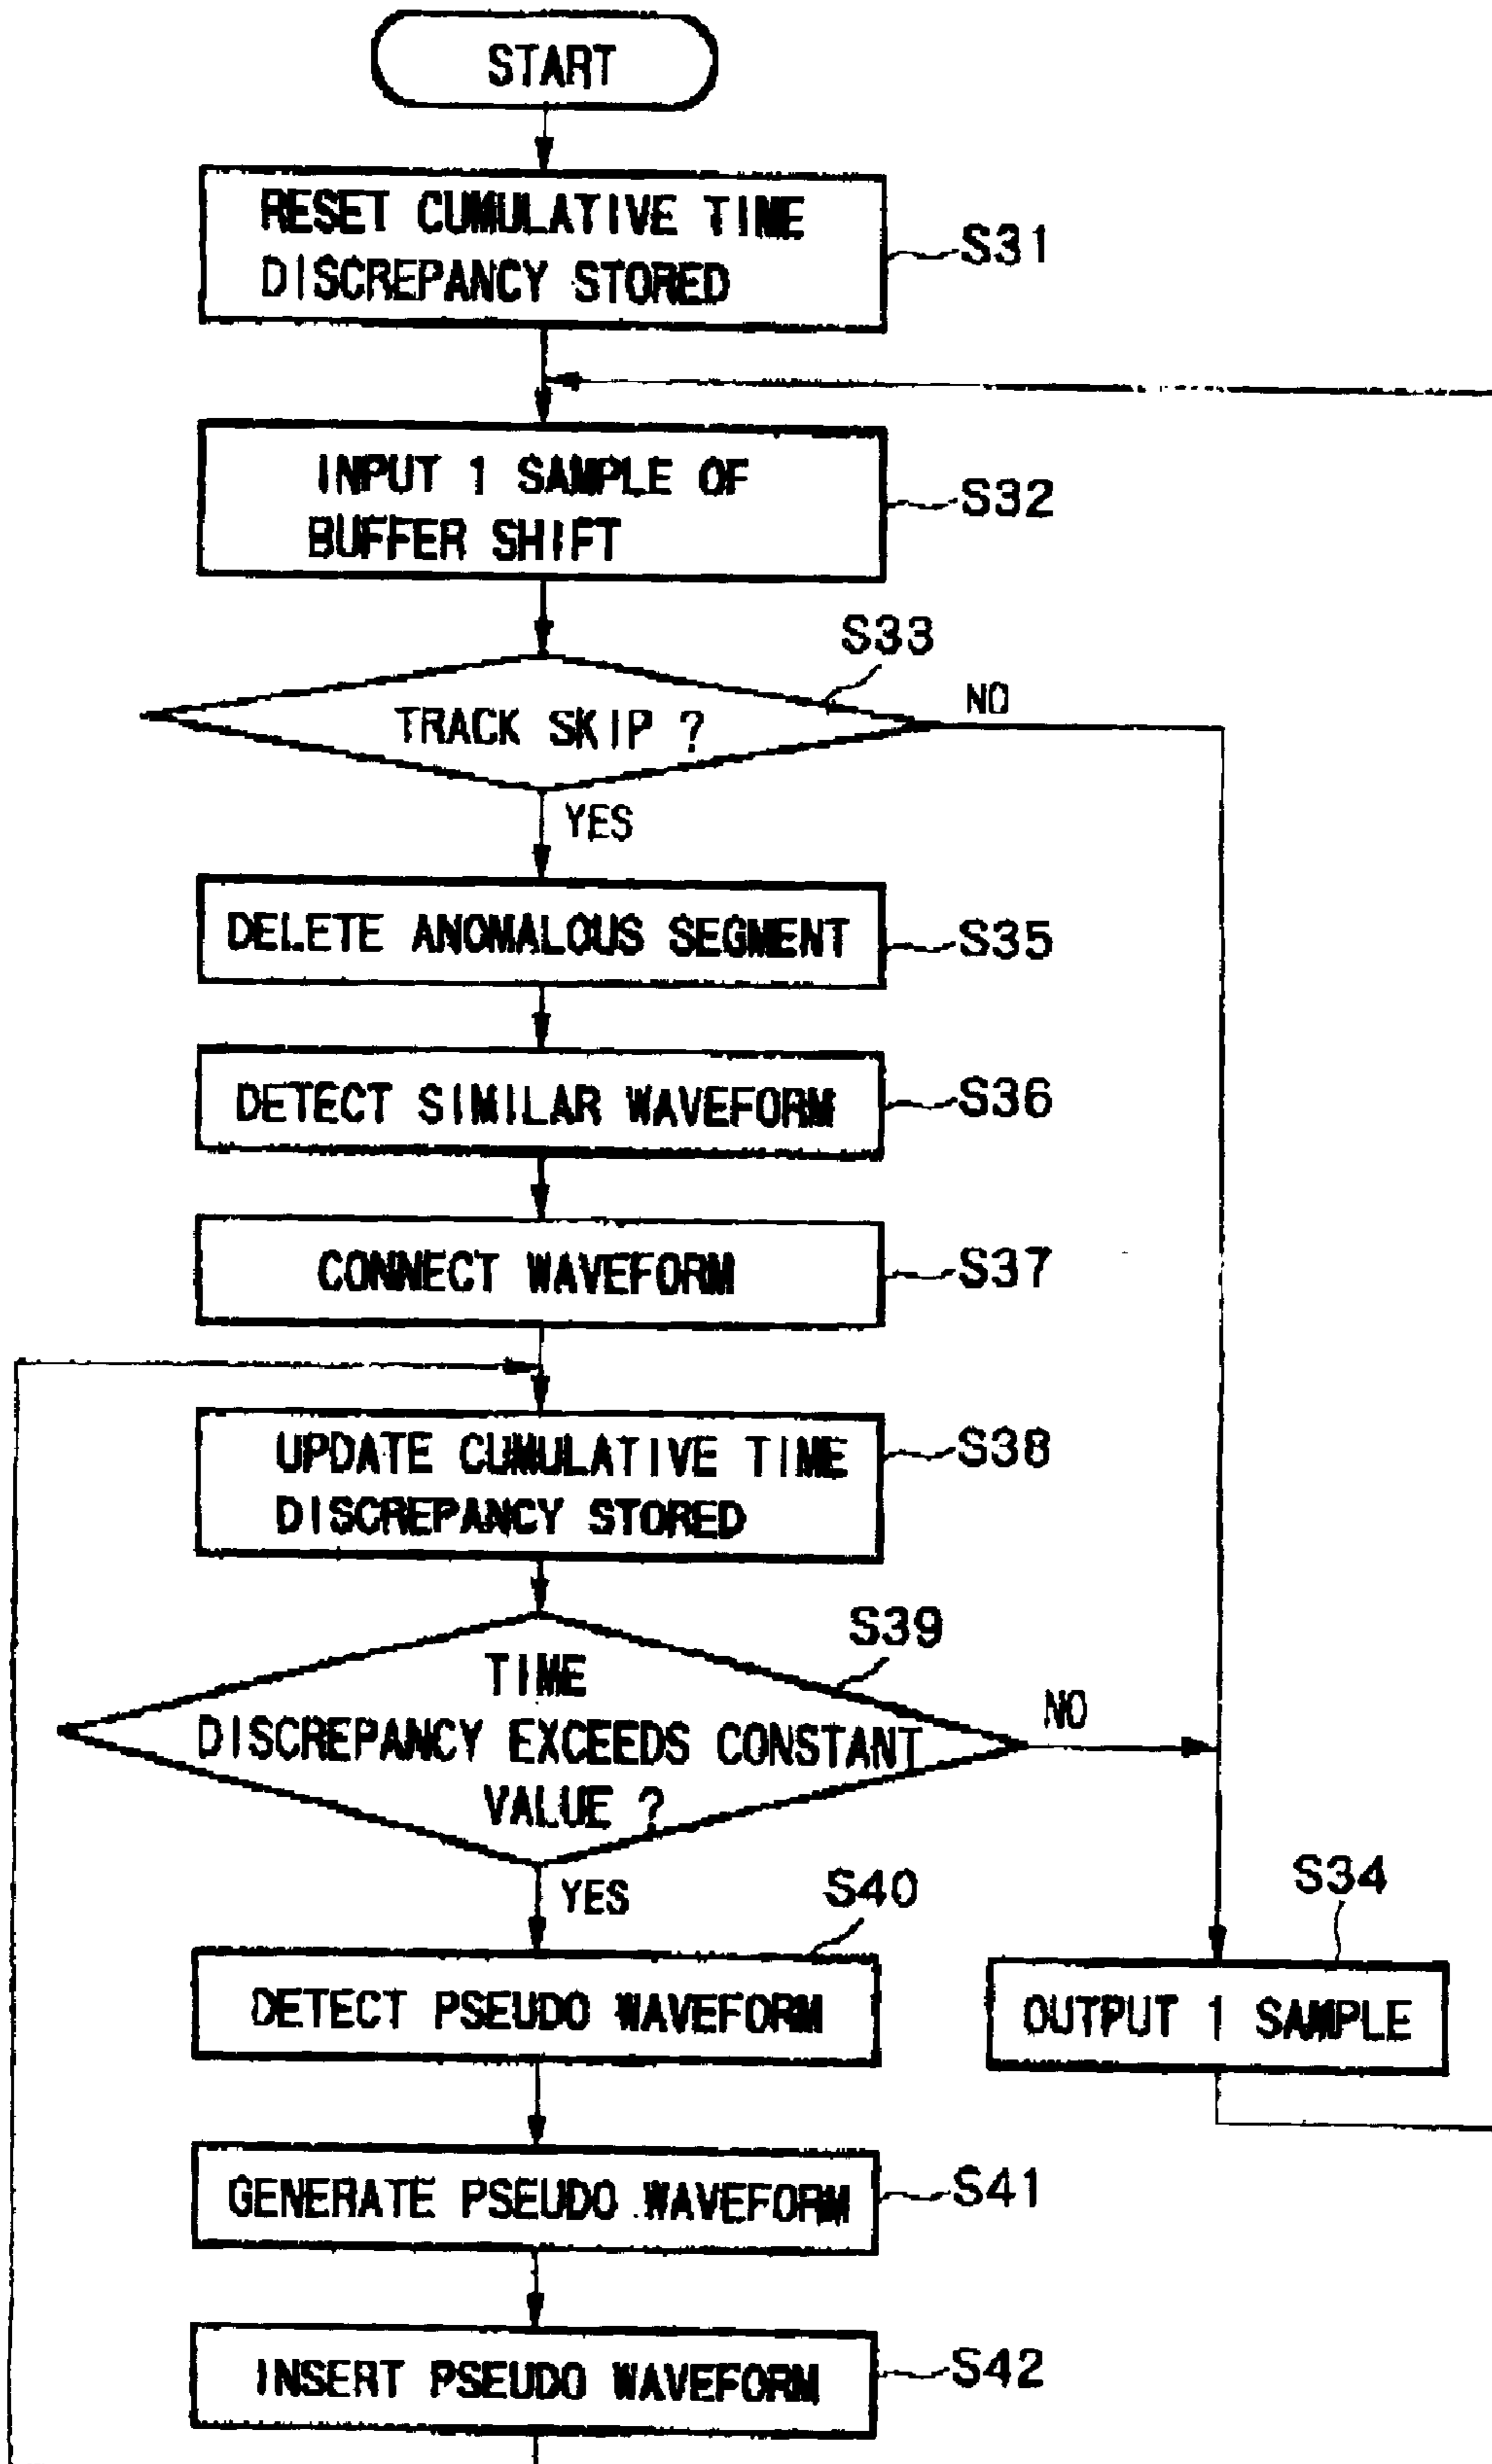 START
RESET CUMULATIVE TIME
DISCREPANCY STORED
S31
INPUT 1 SAMPLE OF
BUFFER SHIFT
S32
S33
TRACK SKIP ?
NO
YES
DELETE ANOMALOUS SEGMENT
S35
DETECT SIMILAR WAVEFORM
S36
CONNECT WAVEFORM
S37
UPDATE CUMULATIVE TIME
DISCREPANCY STORED
S38
S39
TIME
DISCREPANCY EXCEEDS CONSTANT
VALUE ?
NO
YES
S40
DETECT PSEUDO WAVEFORM
S34
OUTPUT 1 SAMPLE
GENERATE PSEUDO WAVEFORM
S41
INSERT PSEUDO WAVEFORM
S42